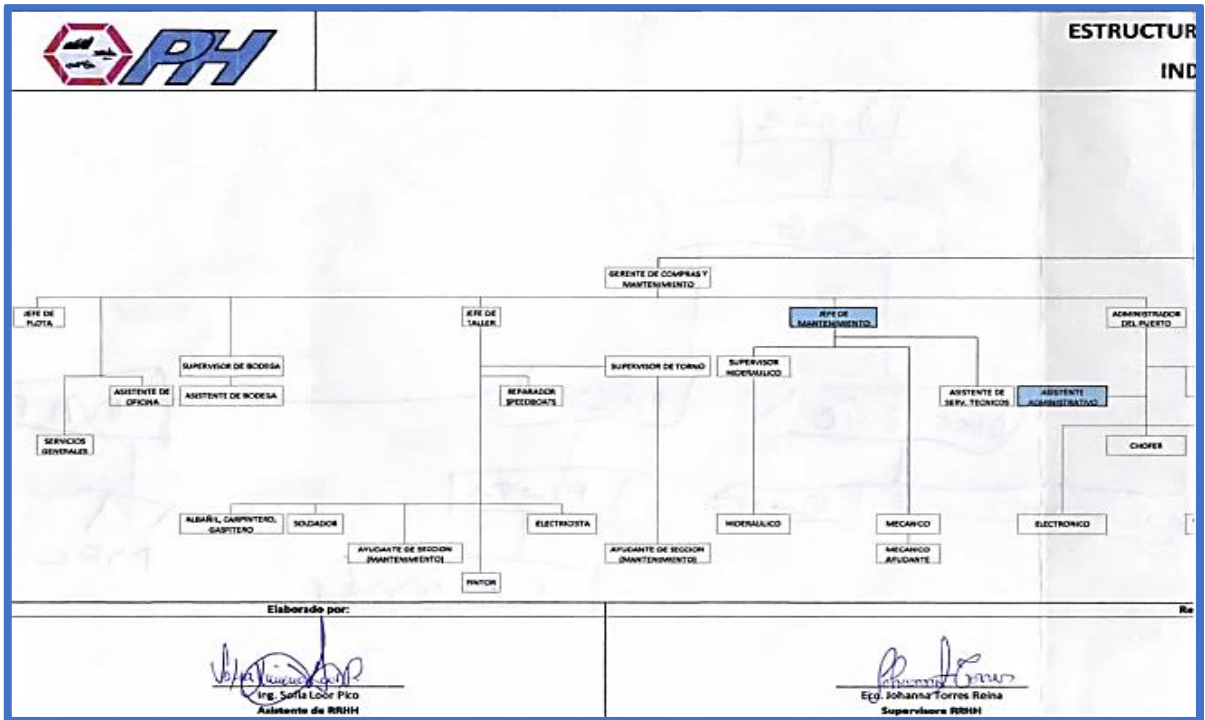 PH
ESTRUCTUR
IND
GERENTE DE COMPRAS Y
MANTENIMIENTO
JEFE DE
FLOTA
JEFE DE
TALLER
JEFE DE
MANTENIMIENTO
ADMINISTRADOR
DEL PUERTO
SUPERVISOR DE BODEGA
SUPERVISOR DE TORNO
SUPERVISOR
HIDRAULICO
ASISTENTE DE
OFICINA
ASISTENTE DE BODEGA
REPARADOR
SPEEDBOATS
ASISTENTE DE
SERV. TECNICOS
ASISTENTE
ADMINISTRATIVO
SERVICIOS
GENERALES
CHOFER
ALBAÑIL, CARPINTERO,
GASFITERO
SOLDADOR
ELECTRICISTA
HIDRAULICO
MECANICO
ELECTRONICO
AYUDANTE DE SECCION
(MANTENIMIENTO)
AYUDANTE DE SECCION
(MANTENIMIENTO)
MECANICO
AYUDANTE
PINTOR
Elaborado por:
Re
Ing. Sofia Loor Pico
Asistente de RRHH
Eco. Johanna Torres Reina
Supervisora RRHH